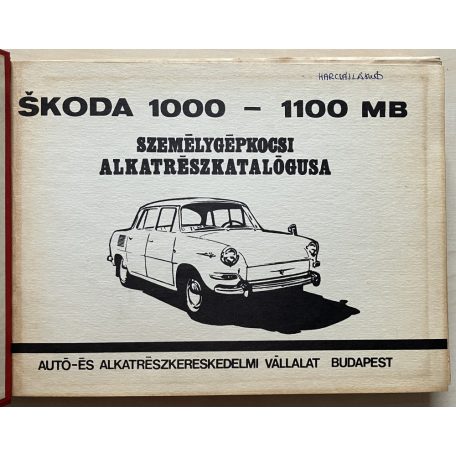 ŠKODA 1000 – 1100 MB
SZEMÉLYGÉPKOCSI
ALKATRÉSZKATALÓGUSA
AUTÓ-ÉS ALKATRÉSZKERESKEDELMI VÁLLALAT BUDAPEST